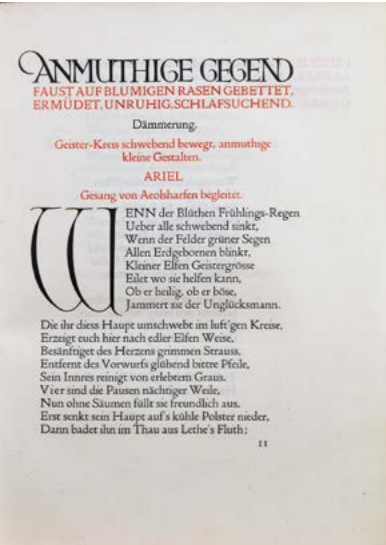 ANMUTHIGE GEGEND
FAUST AUF BLUMIGEN RASEN GEBETTET,
ERMÜDET, UNRUHIG, SCHLAFSUCHEND.
Dämmerung.
Geister-Kreis schwebend bewegt, anmuthige
kleine Gestalten.
ARIEL
Gesang von Aeolsharfen begleitet.
WENN der Blüthen Frühlings-Regen
Ueber alle schwebend sinkt,
Wenn der Felder grüner Segen
Allen Erdgebornen blinkt,
Kleiner Elfen Geistergrösse
Eilet wo sie helfen kann,
Ob er heilig, ob er böse,
Jammert sie der Unglücksmann.
Die ihr diess Haupt umschwebt im luft'gen Kreise,
Erzeigt euch hier nach edler Elfen Weise,
Besänftiget des Herzens grimmen Strauss,
Entfernt des Vorwurfs glühend bittre Pfeile,
Sein Innres reinigt von erlebtem Graus.
Vier sind die Pausen nächtiger Weile,
Nun ohne Säumen füllt sie freundlich aus.
Erst senkt sein Haupt auf's kühle Polster nieder,
Dann badet ihn im Thau aus Lethe's Fluth;
11